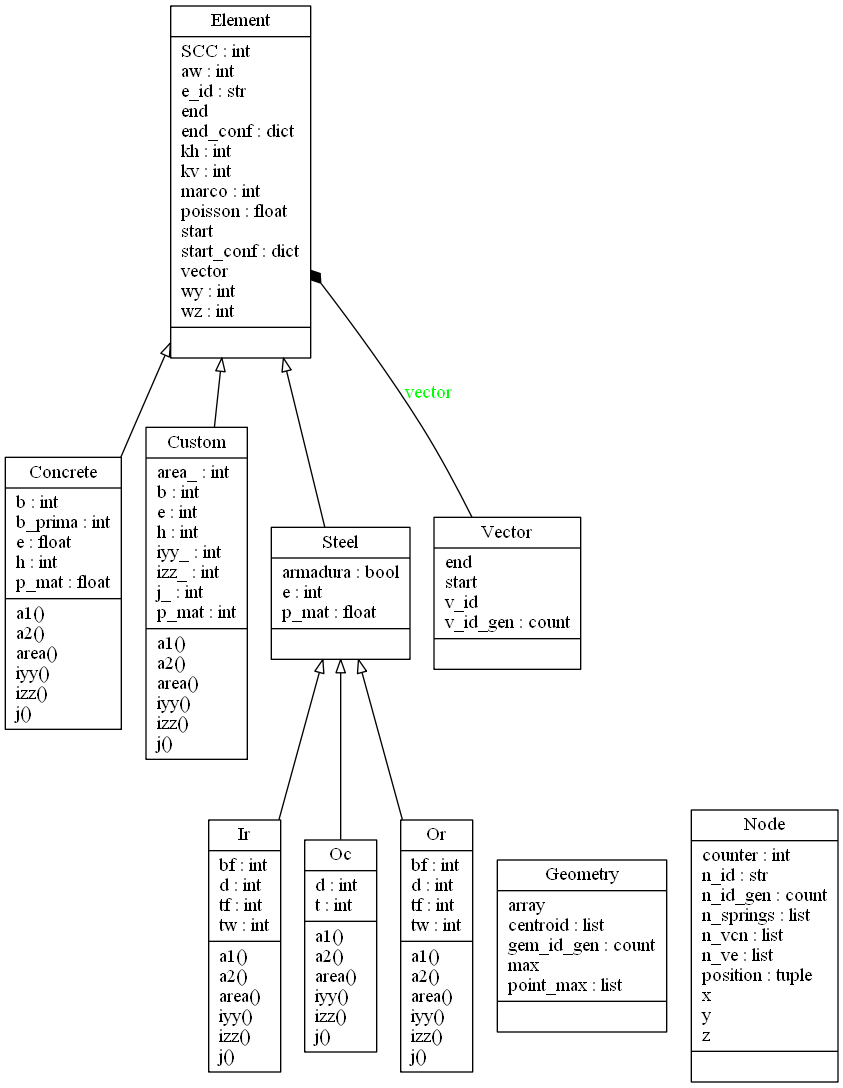 Element
SCC : int
aw : int
e_id : str
end
end_conf : dict
kh : int
kv : int
marco : int
poisson : float
start
start_conf : dict
vector
wy : int
wz : int
vector
Concrete
b : int
b_prima : int
e : float
h : int
p_mat : float
a1()
a2()
area()
iyy()
izz()
j()
Custom
area_ : int
b : int
e : int
h : int
iyy_ : int
izz_ : int
j_ : int
p_mat : int
a1()
a2()
area()
iyy()
izz()
j()
Steel
armadura : bool
e : int
p_mat : float
Vector
end
start
v_id
v_id_gen : count
Ir
bf : int
d : int
tf : int
tw : int
a1()
a2()
area()
iyy()
izz()
j()
Oc
d : int
t : int
a1()
a2()
area()
iyy()
izz()
j()
Or
bf : int
d : int
tf : int
tw : int
a1()
a2()
area()
iyy()
izz()
j()
Geometry
array
centroid : list
gem_id_gen : count
max
point_max : list
Node
counter : int
n_id : str
n_id_gen : count
n_springs : list
n_vcn : list
n_ve : list
position : tuple
x
y
z